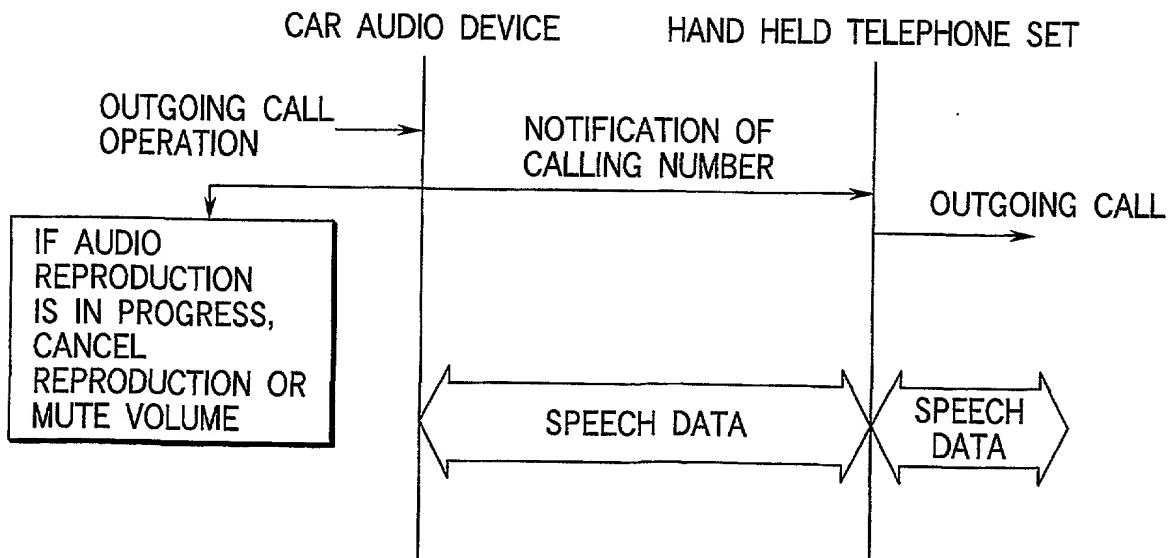 CAR AUDIO DEVICE
HAND HELD TELEPHONE SET
OUTGOING CALL
OPERATION
NOTIFICATION OF
CALLING NUMBER
OUTGOING CALL
IF AUDIO
REPRODUCTION
IS IN PROGRESS,
CANCEL
REPRODUCTION OR
MUTE VOLUME
SPEECH DATA
SPEECH
DATA